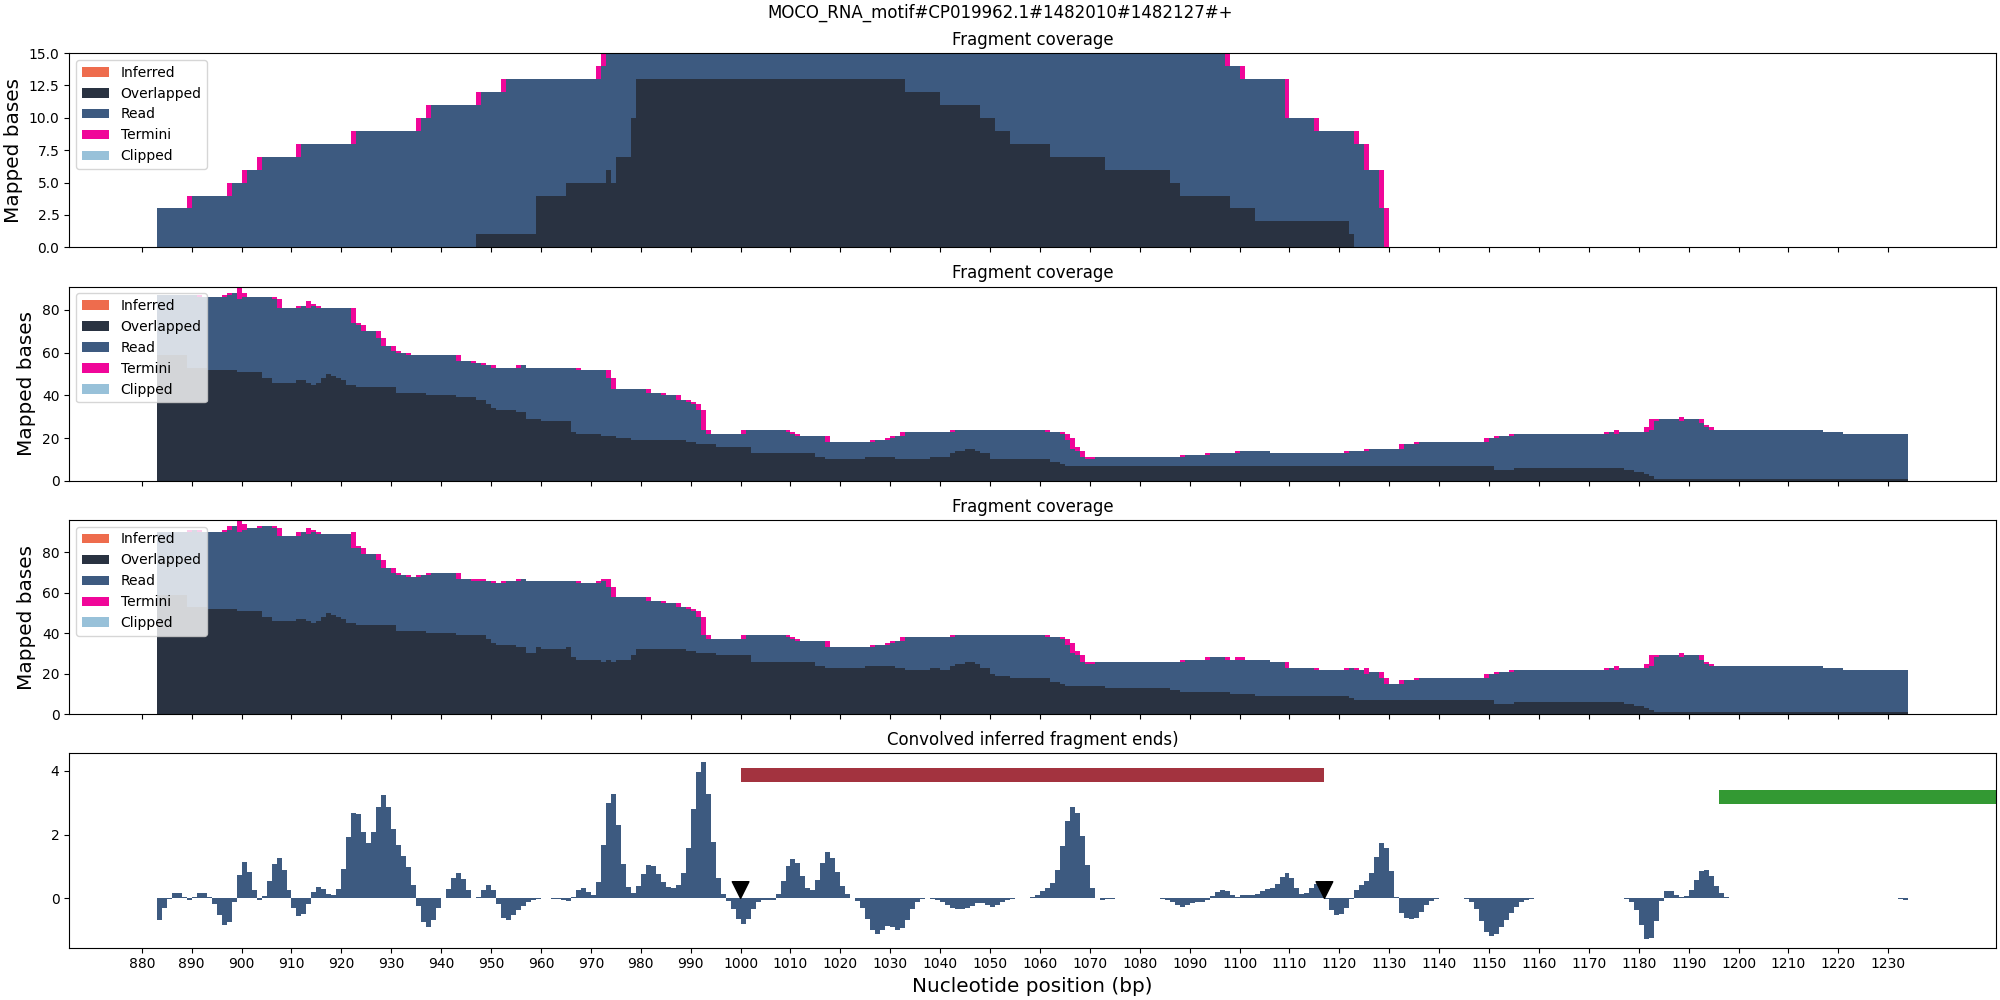 MOCO_RNA_motif#CP019962.1#1482010#1482127#+
Fragment coverage
Mapped bases
15.0
12.5
10.0
7.5
5.0
2.5
0.0
Inferred
Overlapped
Read
Termini
Clipped
Fragment coverage
Mapped bases
80
60
40
20
0
Inferred
Overlapped
Read
Termini
Clipped
Fragment coverage
Mapped bases
80
60
40
20
0
Inferred
Overlapped
Read
Termini
Clipped
Convolved inferred fragment ends)
4
2
0
880 890 900 910 920 930 940 950 960 970 980 990 1000 1010 1020 1030 1040 1050 1060 1070 1080 1090 1100 1110 1120 1130 1140 1150 1160 1170 1180 1190 1200 1210 1220 1230
Nucleotide position (bp)